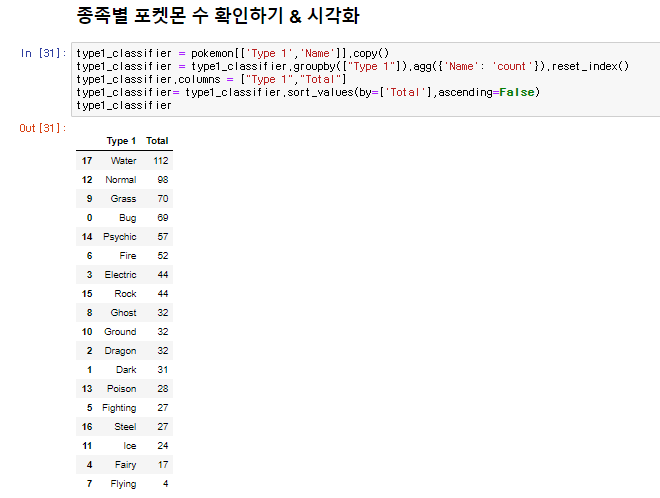 종족별 포켓몬 수 확인하기 & 시각화
In [31]: type1_classifier = pokemon[['Type 1','Name']].copy()
type1_classifier = type1_classifier.groupby(["Type 1"]).agg({'Name': 'count'}).reset_index()
type1_classifier.columns = ["Type 1","Total"]
type1_classifier= type1_classifier.sort_values(by=['Total'],ascending=False)
type1_classifier
Out[31]:
Type 1 Total
17 Water 112
12 Normal 98
9 Grass 70
0 Bug 69
14 Psychic 57
6 Fire 52
3 Electric 44
15 Rock 44
8 Ghost 32
10 Ground 32
2 Dragon 32
1 Dark 31
13 Poison 28
5 Fighting 27
16 Steel 27
11 Ice 24
4 Fairy 17
7 Flying 4